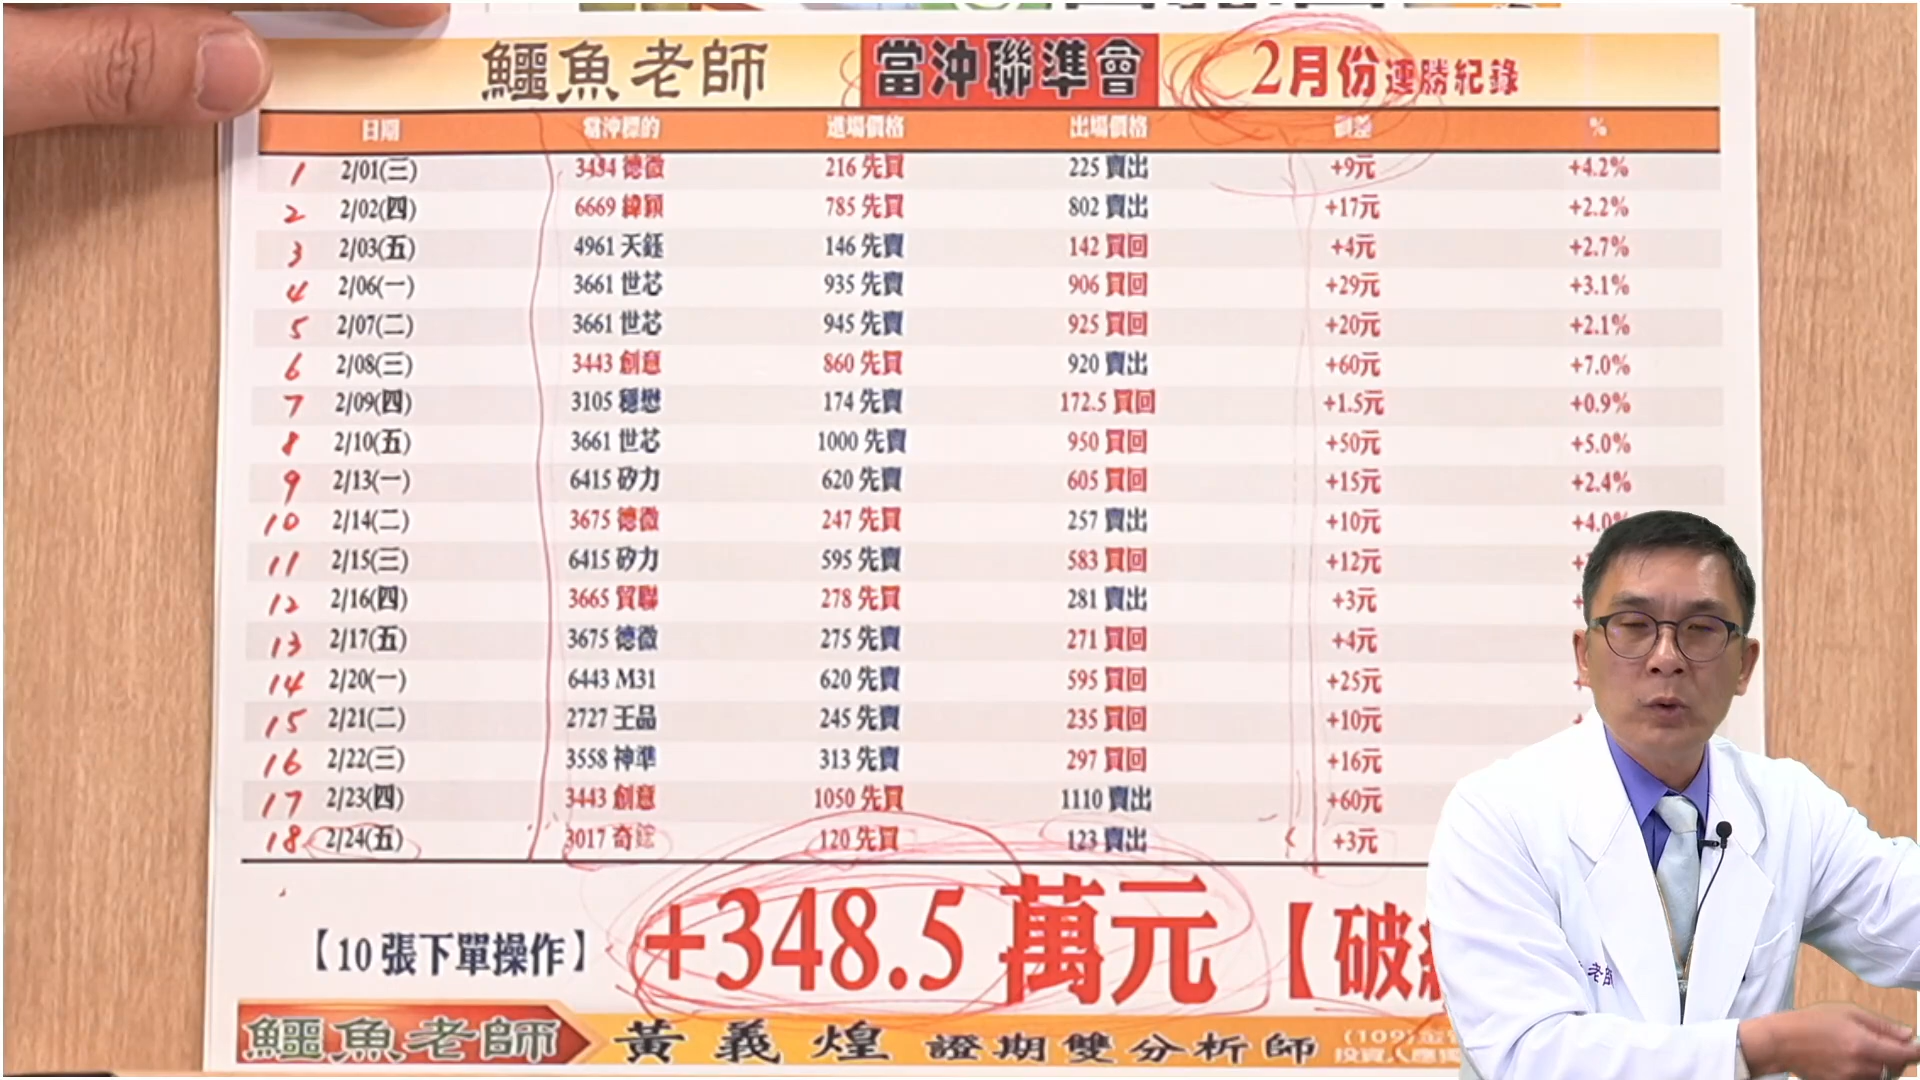 鱷魚老師 當沖聯準會 2月份連勝紀錄
日期 當沖標的 進場價格 出場價格 價差 %
1 2/01(三) 3434 德微 216 先買 225 賣出 +9元 +4.2%
2 2/02(四) 6669 緯穎 785 先買 802 賣出 +17元 +2.2%
3 2/03(五) 4961 天鈺 146 先賣 142 買回 +4元 +2.7%
4 2/06(一) 3661 世芯 935 先賣 906 買回 +29元 +3.1%
5 2/07(二) 3661 世芯 945 先賣 925 買回 +20元 +2.1%
6 2/08(三) 3443 創意 860 先買 920 賣出 +60元 +7.0%
7 2/09(四) 3105 穩懋 174 先賣 172.5 買回 +1.5元 +0.9%
8 2/10(五) 3661 世芯 1000 先賣 950 買回 +50元 +5.0%
9 2/13(一) 6415 矽力 620 先賣 605 買回 +15元 +2.4%
10 2/14(二) 3675 德微 247 先買 257 賣出 +10元 +4.0%
11 2/15(三) 6415 矽力 595 先賣 583 買回 +12元
12 2/16(四) 3665 貿聯 278 先買 281 賣出 +3元
13 2/17(五) 3675 德微 275 先賣 271 買回 +4元
14 2/20(一) 6443 M31 620 先賣 595 買回 +25元
15 2/21(二) 2727 王品 245 先賣 235 買回 +10元
16 2/22(三) 3558 神準 313 先賣 297 買回 +16元
17 2/23(四) 3443 創意 1050 先買 1110 賣出 +60元
18 2/24(五) 3017 奇鋐 120 先買 123 賣出 +3元
【10 張下單操作】 +348.5 萬元【破
鱷魚老師 黃義煌 證期雙分析師 (109)
老師